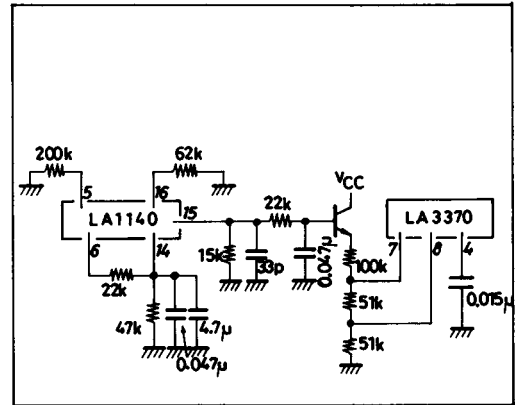 200k
62k
5
16
VCC
LA1140
15
22k
LA3370
6
14
7
8
4
15k
33p
0.047µ
100k
22k
51k
0.015µ
47k
4.7µ
51k
0.047µ